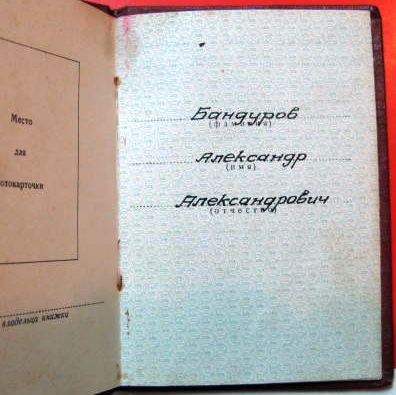 Место
для
отокарточки
владельца книжки
Бандуров
(фамилия)
Александр
(имя)
Александрович
(отчество)